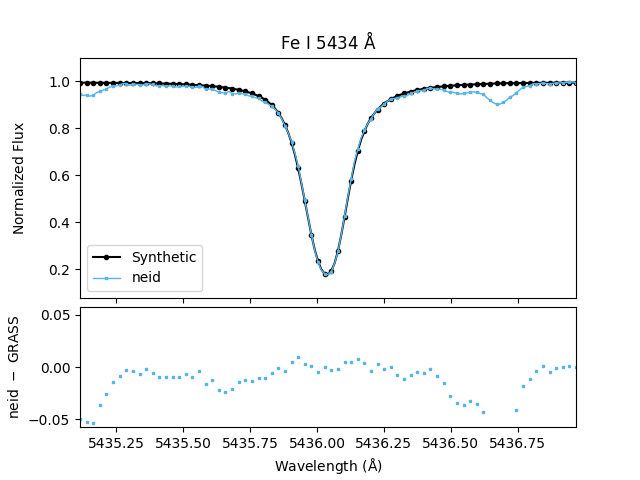 Fe I 5434 Å
1.0
0.8
0.6
0.4
0.2
Normalized Flux
Synthetic
neid
0.05
0.00
−0.05
neid − GRASS
5435.25 5435.50 5435.75 5436.00 5436.25 5436.50 5436.75
Wavelength (Å)